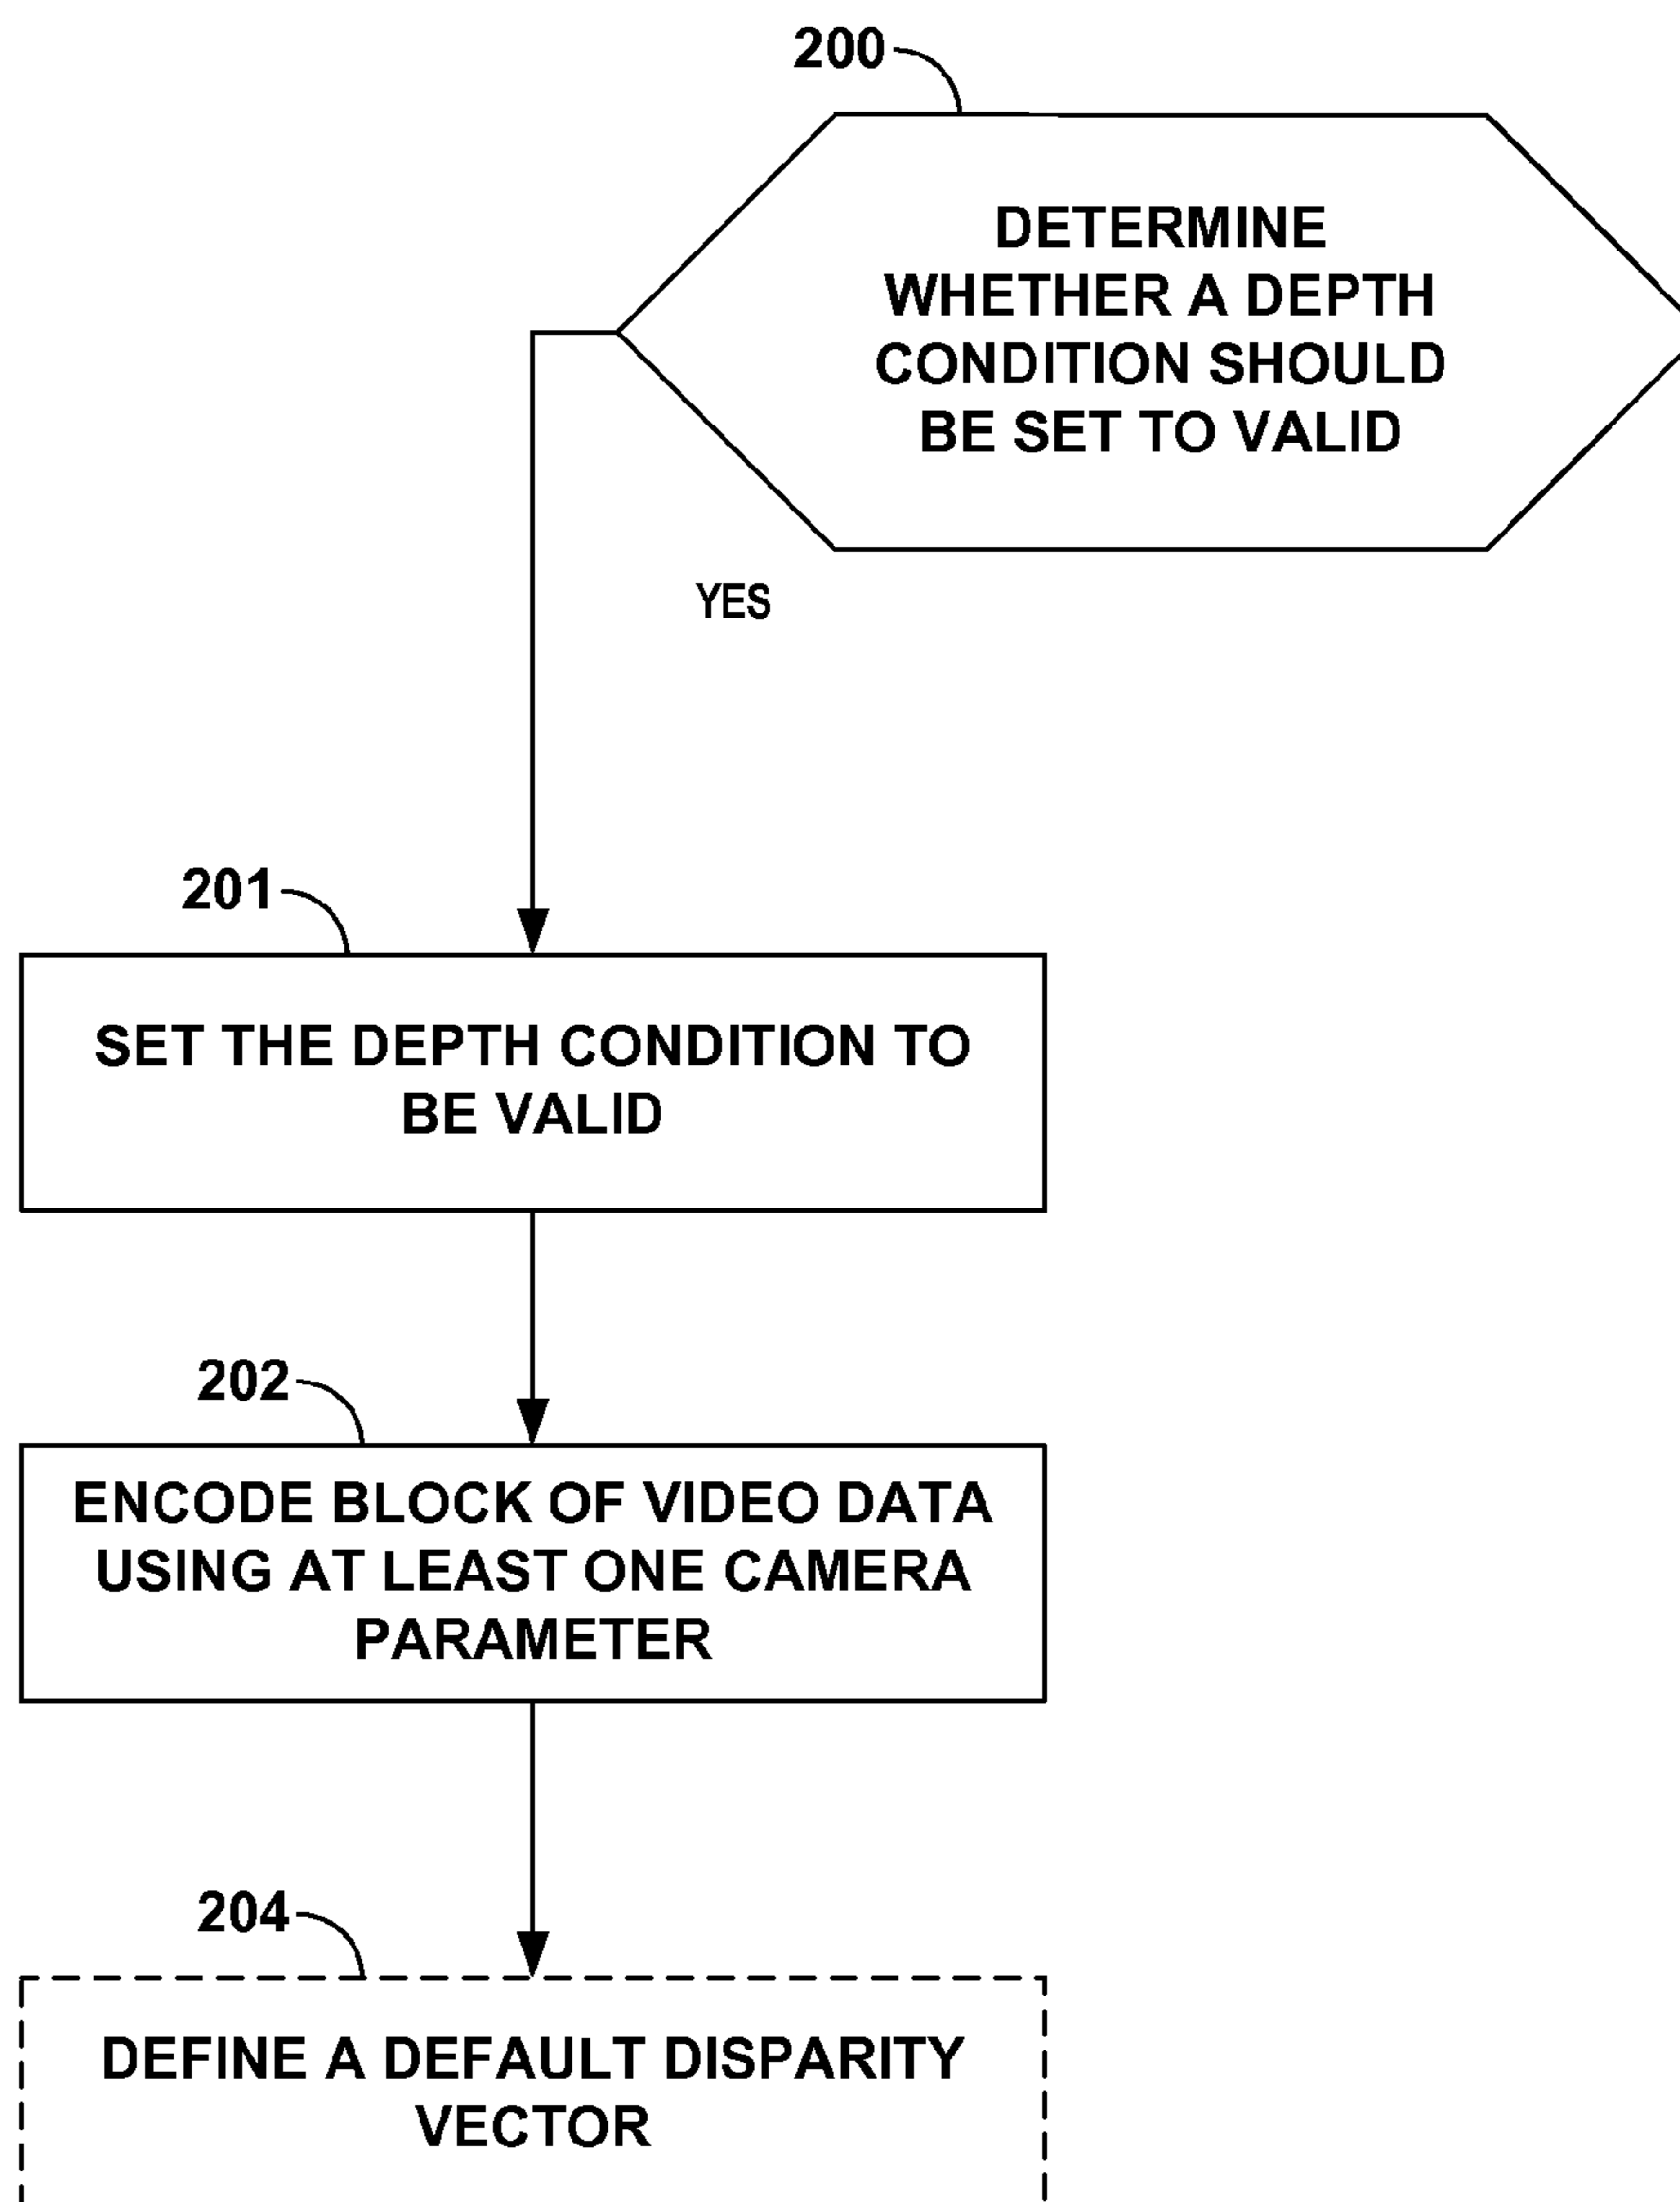 200
DETERMINE
WHETHER A DEPTH
CONDITION SHOULD
BE SET TO VALID
YES
201
SET THE DEPTH CONDITION TO
BE VALID
202
ENCODE BLOCK OF VIDEO DATA
USING AT LEAST ONE CAMERA
PARAMETER
204
DEFINE A DEFAULT DISPARITY
VECTOR